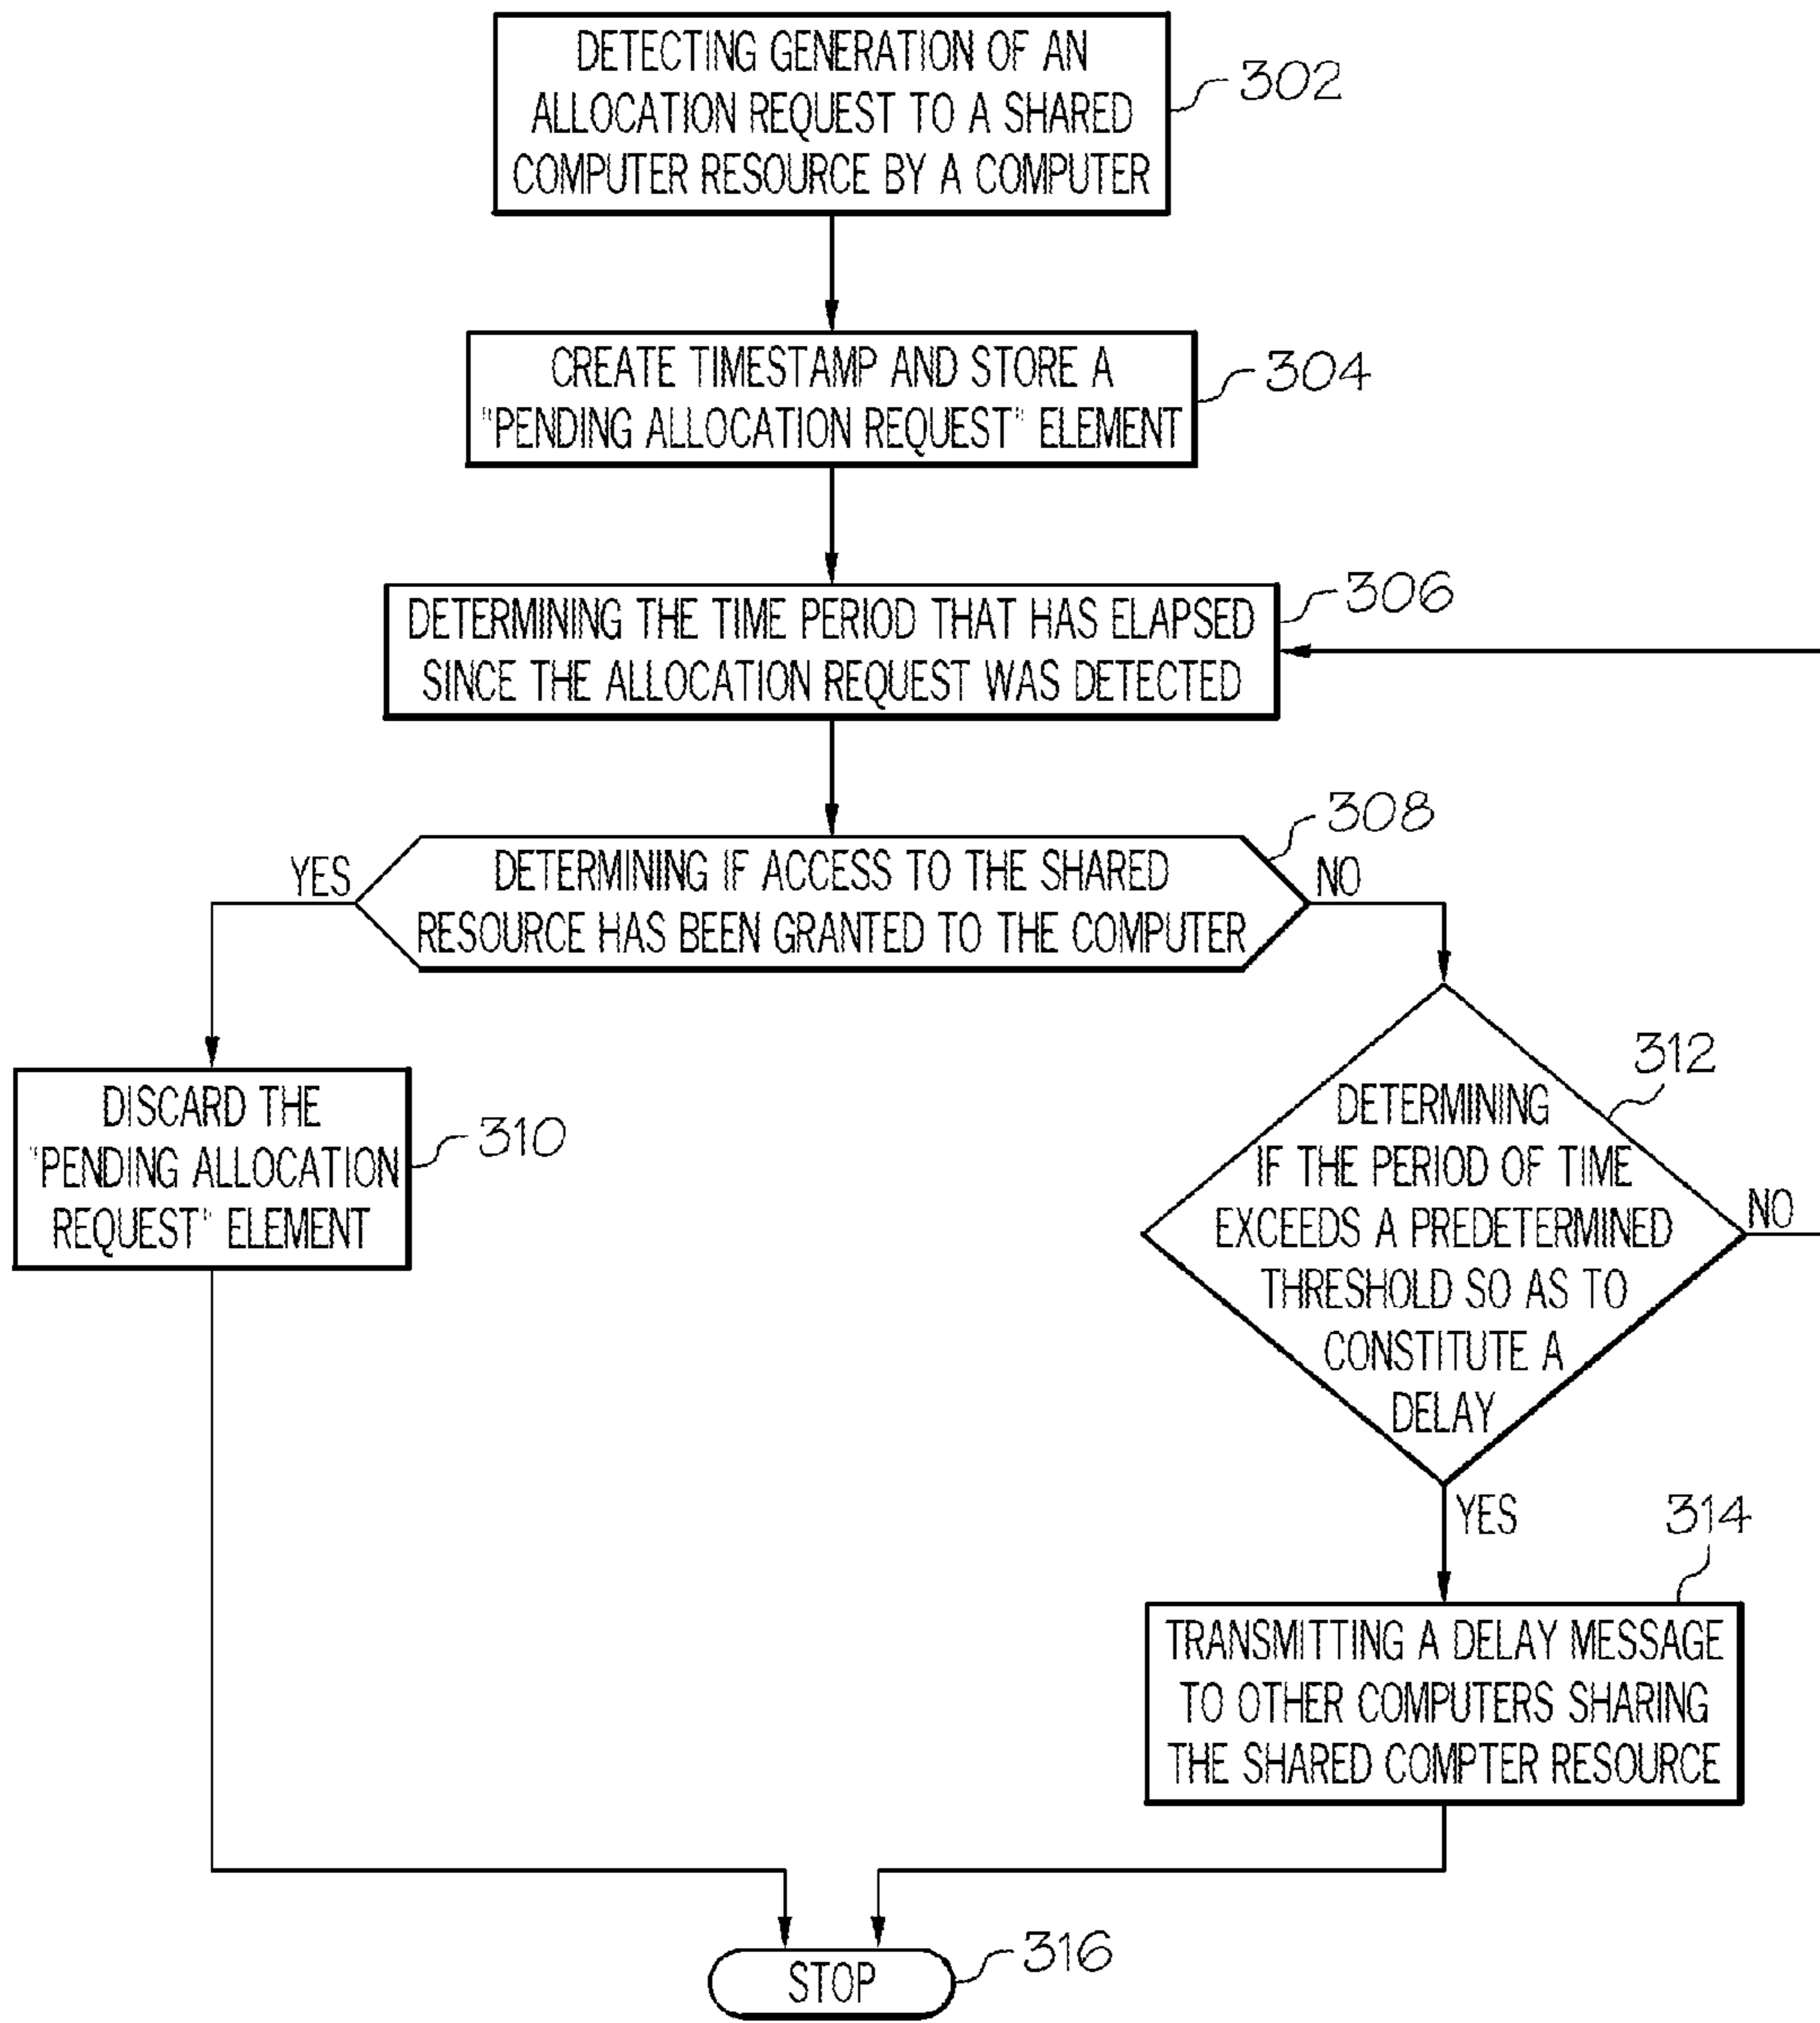 DETECTING GENERATION OF AN
ALLOCATION REQUEST TO A SHARED
COMPUTER RESOURCE BY A COMPUTER
302
CREATE TIMESTAMP AND STORE A
"PENDING ALLOCATION REQUEST" ELEMENT
304
DETERMINING THE TIME PERIOD THAT HAS ELAPSED
SINCE THE ALLOCATION REQUEST WAS DETECTED
306
DETERMINING IF ACCESS TO THE SHARED
RESOURCE HAS BEEN GRANTED TO THE COMPUTER
308
YES
NO
DISCARD THE
"PENDING ALLOCATION
REQUEST" ELEMENT
310
DETERMINING
IF THE PERIOD OF TIME
EXCEEDS A PREDETERMINED
THRESHOLD SO AS TO
CONSTITUTE A
DELAY
312
NO
YES
TRANSMITTING A DELAY MESSAGE
TO OTHER COMPUTERS SHARING
THE SHARED COMPTER RESOURCE
314
STOP
316